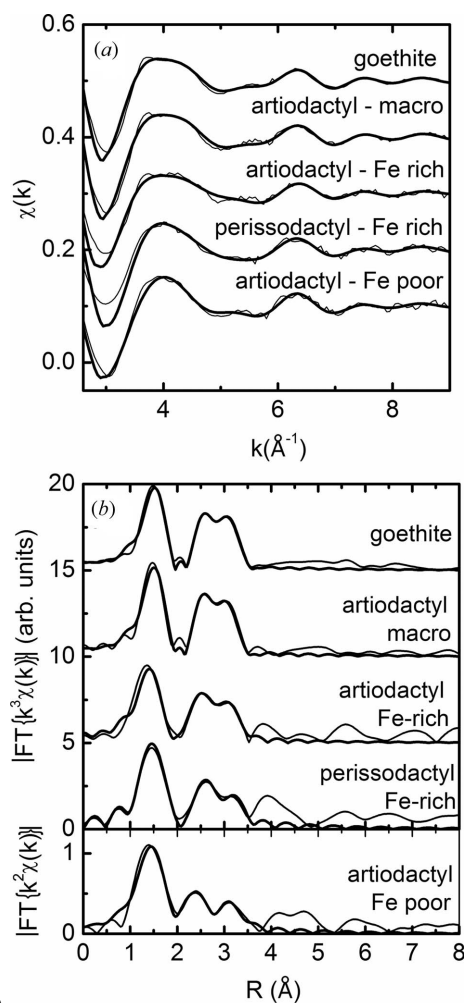 (a)
0.6
0.4
0.2
0.0
χ(k)
goethite
artiodactyl - macro
artiodactyl - Fe rich
perissodactyl - Fe rich
artiodactyl - Fe poor
4 6 8
k(Å⁻¹)
(b)
20
15
10
5
0
|FT{k³χ(k)}| (arb. units)
goethite
artiodactyl
macro
artiodactyl
Fe-rich
perissodactyl
Fe-rich
1
0
|FT{k²χ(k)}|
artiodactyl
Fe poor
0 1 2 3 4 5 6 7 8
R (Å)